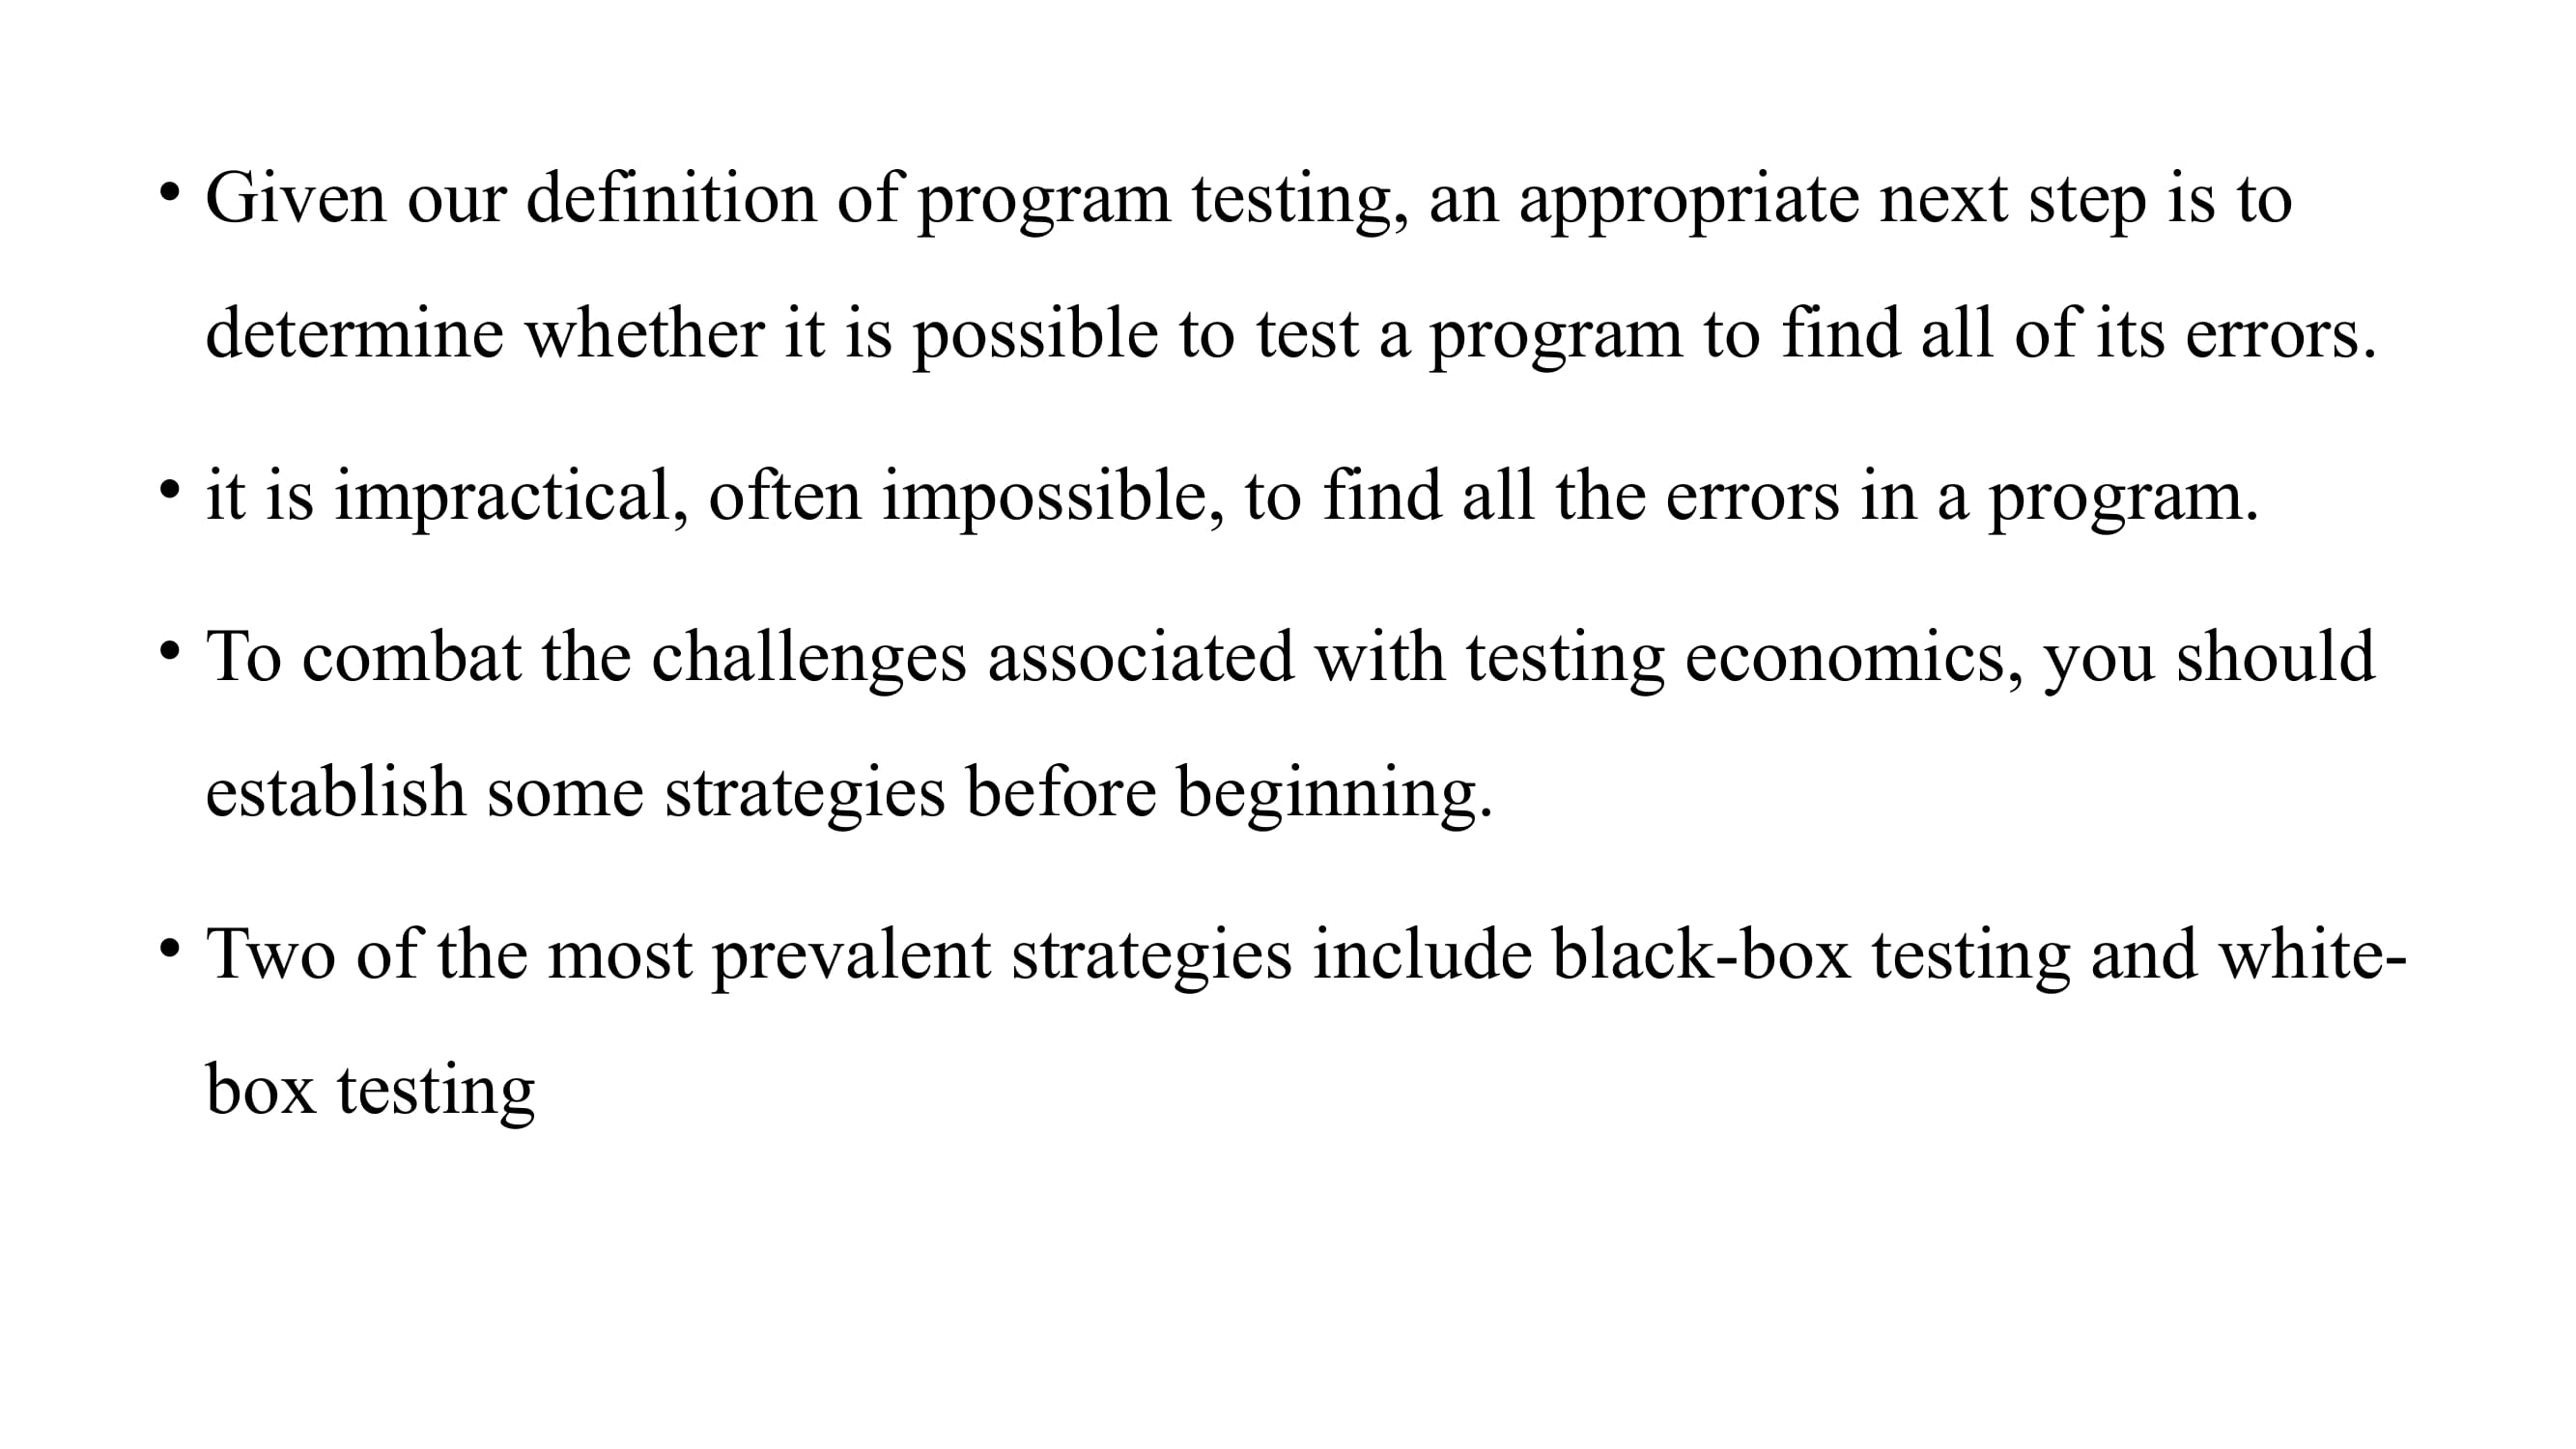 • Given our definition of program testing, an appropriate next step is to
determine whether it is possible to test a program to find all of its errors.
• it is impractical, often impossible, to find all the errors in a program.
• To combat the challenges associated with testing economics, you should
establish some strategies before beginning.
• Two of the most prevalent strategies include black-box testing and white-
box testing